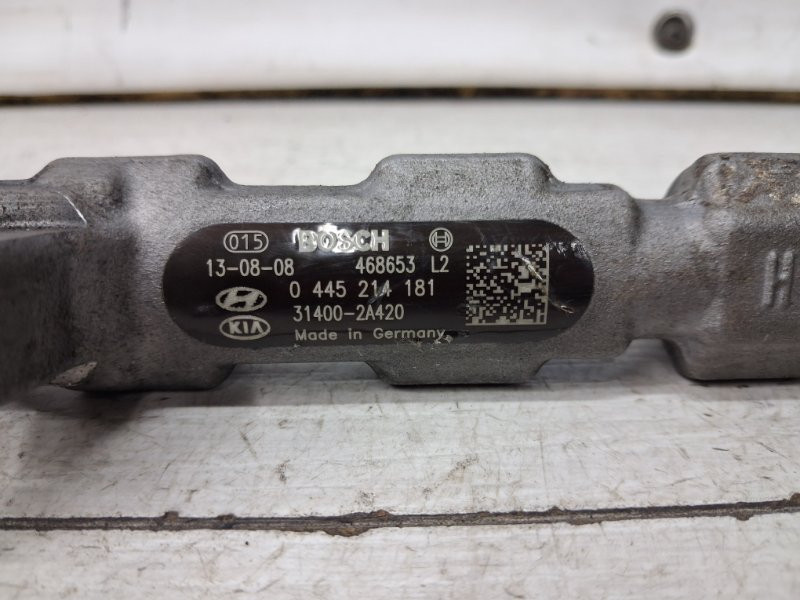 015 BOSCH
13-08-08 468653 L2
0 445 214 181
31400-2A420
KIA Made in Germany
H